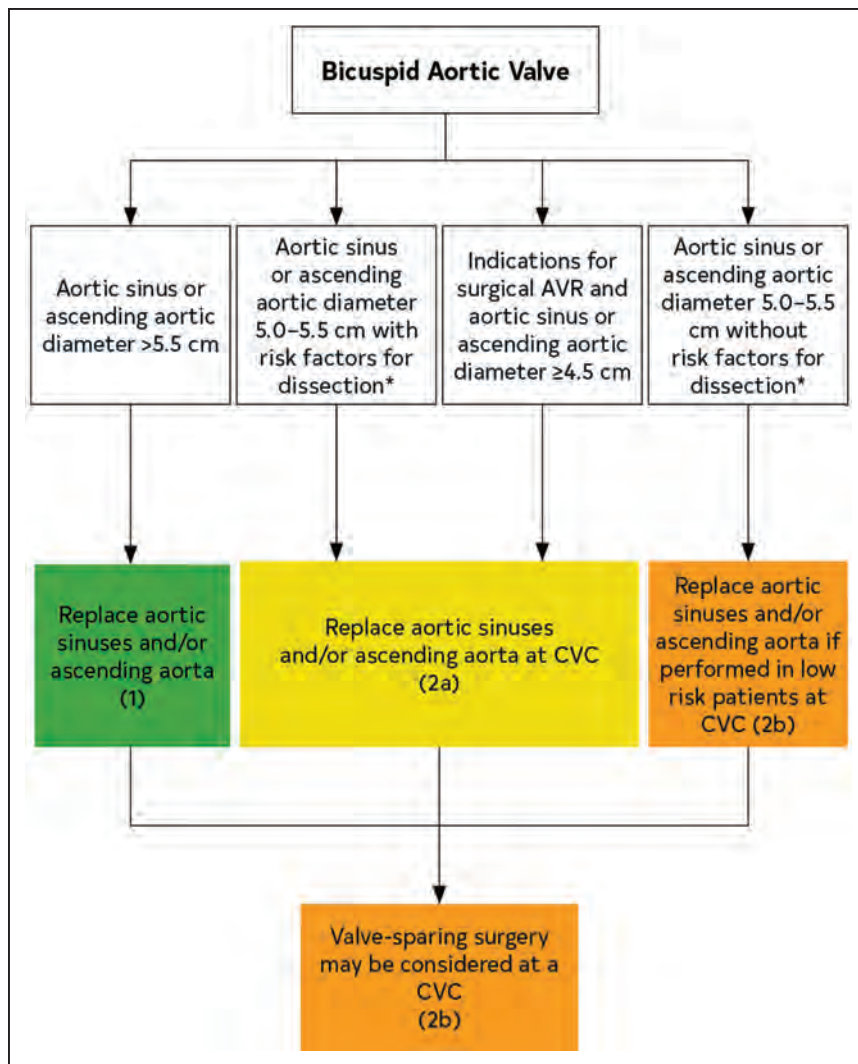 Bicuspid Aortic Valve
Aortic sinus or
ascending aortic
diameter >5.5 cm
Aortic sinus
or ascending
aortic diameter
5.0–5.5 cm with
risk factors for
dissection*
Indications for
surgical AVR and
aortic sinus or
ascending aortic
diameter ≥4.5 cm
Aortic sinus or
ascending aortic
diameter 5.0–5.5
cm without
risk factors for
dissection*
Replace aortic
sinuses and/or
ascending aorta
(1)
Replace aortic sinuses
and/or ascending aorta at CVC
(2a)
Replace aortic
sinuses and/or
ascending aorta if
performed in low
risk patients at
CVC (2b)
Valve-sparing surgery
may be considered at a
CVC
(2b)